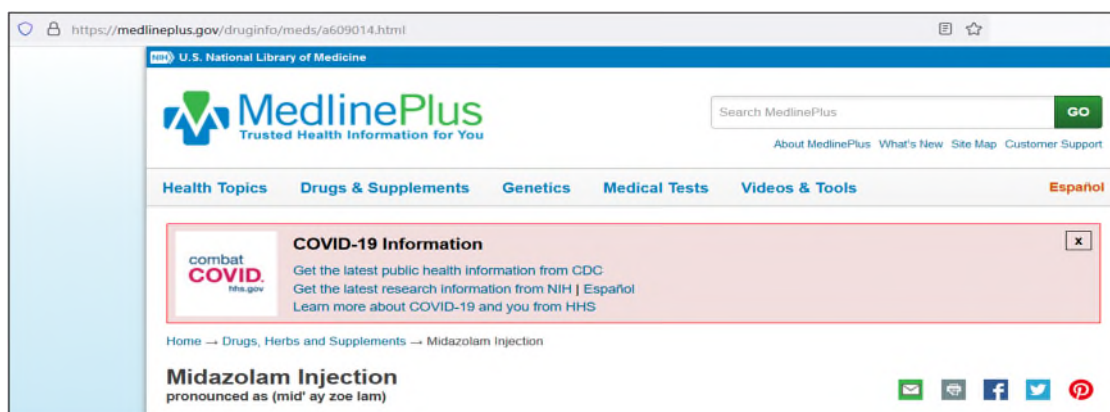 https://medlineplus.gov/druginfo/meds/a609014.html
NIH U.S. National Library of Medicine
MedlinePlus
Trusted Health Information for You
Search MedlinePlus
GO
About MedlinePlus What's New Site Map Customer Support
Health Topics Drugs & Supplements Genetics Medical Tests Videos & Tools Español
combat
COVID.
hhs.gov
COVID-19 Information
x
Get the latest public health information from CDC
Get the latest research information from NIH | Español
Learn more about COVID-19 and you from HHS
Home → Drugs, Herbs and Supplements → Midazolam Injection
Midazolam Injection
pronounced as (mid' ay zoe lam)